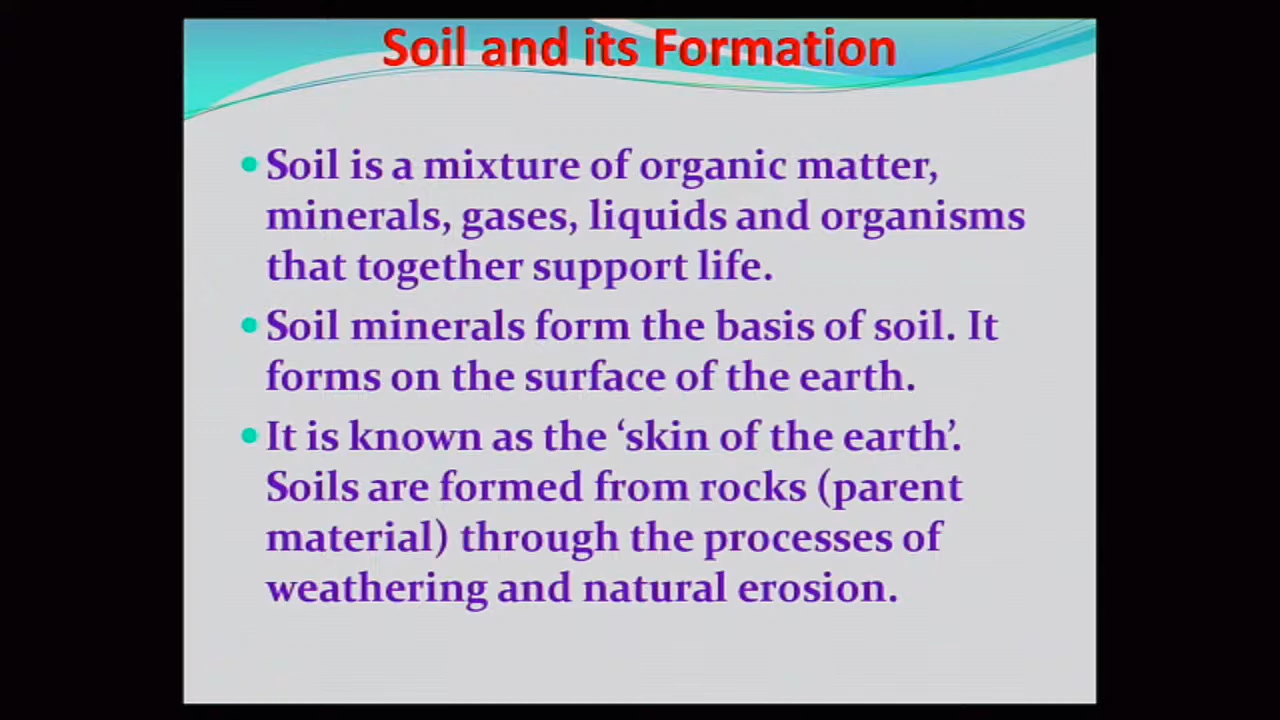 Soil and its Formation
• Soil is a mixture of organic matter,
minerals, gases, liquids and organisms
that together support life.
• Soil minerals form the basis of soil. It
forms on the surface of the earth.
• It is known as the ‘skin of the earth’.
Soils are formed from rocks (parent
material) through the processes of
weathering and natural erosion.